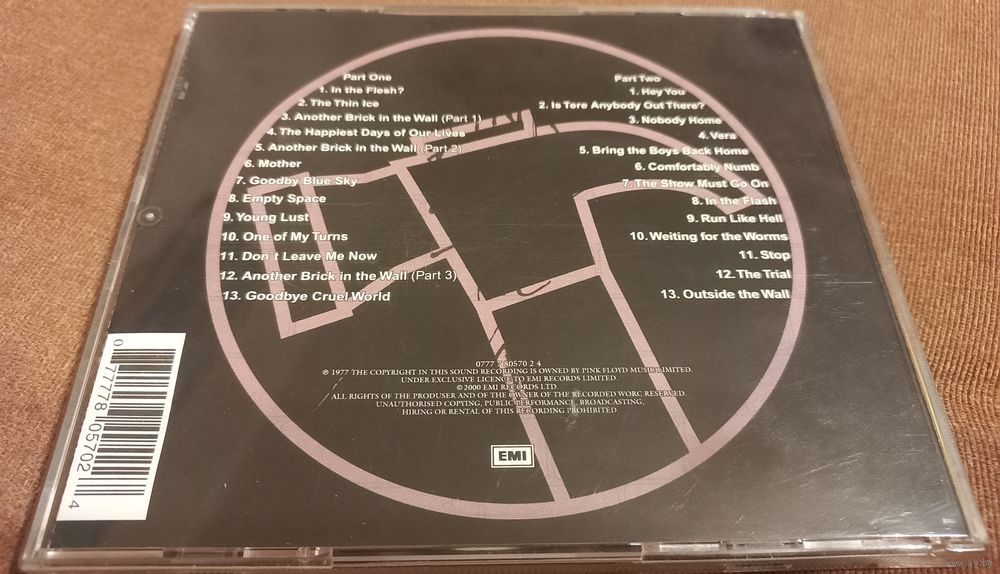 Part One
1. In the Flesh?
2. The Thin Ice
3. Another Brick in the Wall (Part 1)
4. The Happiest Days of Our Lives
5. Another Brick in the Wall (Part 2)
6. Mother
7. Goodby Blue Sky
8. Empty Space
9. Young Lust
10. One of My Turns
11. Don´t Leave Me Now
12. Another Brick in the Wall (Part 3)
13. Goodbye Cruel World
Part Two
1. Hey You
2. Is Tere Anybody Out There?
3. Nobody Home
4. Vera
5. Bring the Boys Back Home
6. Comfortably Numb
7. The Show Must Go On
8. In the Flash
9. Run Like Hell
10. Weiting for the Worms
11. Stop
12. The Trial
13. Outside the Wall
0777 7 80570 2 4
℗ 1977 THE COPYRIGHT IN THIS SOUND RECORDING IS OWNED BY PINK FLOYD MUSIC LIMITED.
UNDER EXCLUSIVE LICENCE TO EMI RECORDS LIMITED.
©2000 EMI RECORDS LTD.
ALL RIGHTS OF THE PRODUSER AND OF THE OWNER OF THE RECORDED WORC RESERVED.
UNAUTHORISED COPTING, PUBLIC PERFORMANCE, BROADCASTING,
HIRING OR RENTAL OF THIS RECORDING PROHIBITED
EMI
0 77778 05702 4
www.ay.by